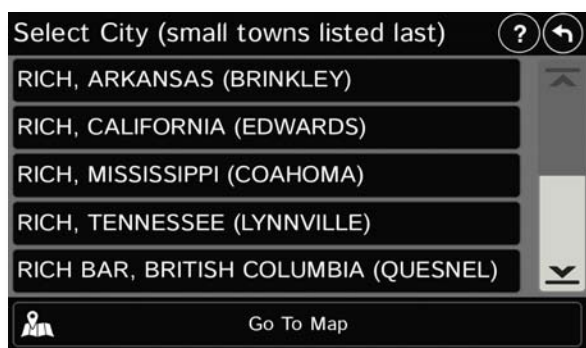 Select City (small towns listed last) ?
RICH, ARKANSAS (BRINKLEY)
RICH, CALIFORNIA (EDWARDS)
RICH, MISSISSIPPI (COAHOMA)
RICH, TENNESSEE (LYNNVILLE)
RICH BAR, BRITISH COLUMBIA (QUESNEL)
Go To Map